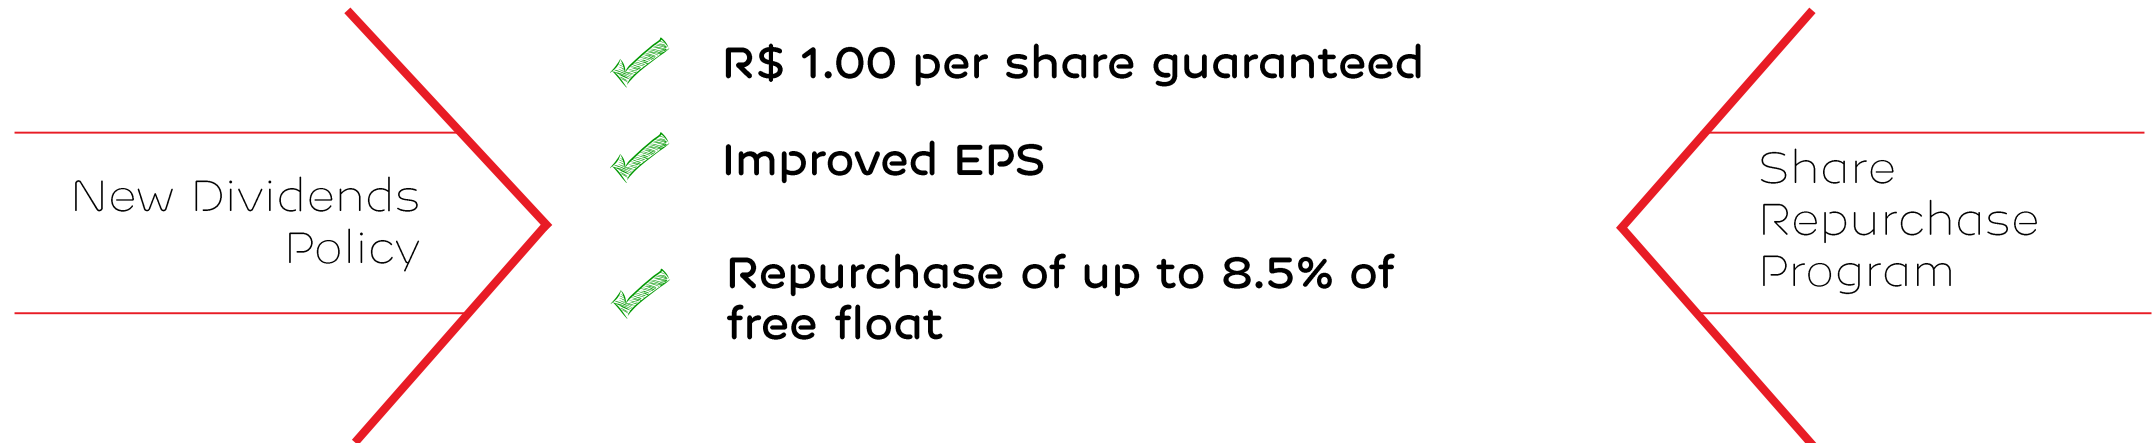 New Dividends
Policy
R$ 1.00 per share guaranteed
Improved EPS
Repurchase of up to 8.5% of
free float
Share
Repurchase
Program